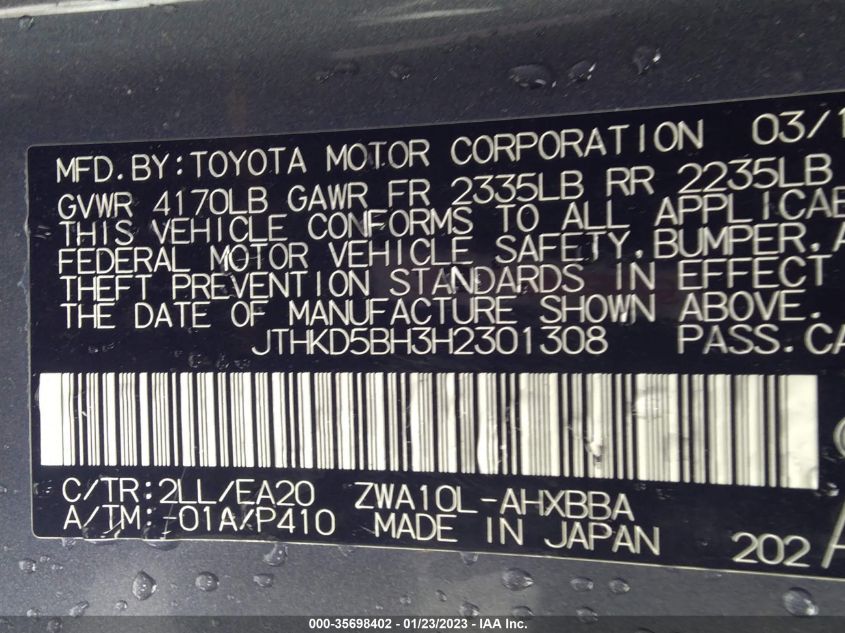 MFD.BY:TOYOTA MOTOR CORPORATION 03/1
GVWR 4170LB GAWR FR 2335LB RR 2235LB
THIS VEHICLE CONFORMS TO ALL APPLICAB
FEDERAL MOTOR VEHICLE SAFETY,BUMPER,A
THEFT PREVENTION STANDARDS IN EFFECT
THE DATE OF MANUFACTURE SHOWN ABOVE.
JTHKD5BH3H2301308 PASS.CA
C/TR:2LL/EA20 ZWA10L-AHXBBA
A/TM:-01A/P410 MADE IN JAPAN 202
000-35698402 - 01/23/2023 - IAA Inc.